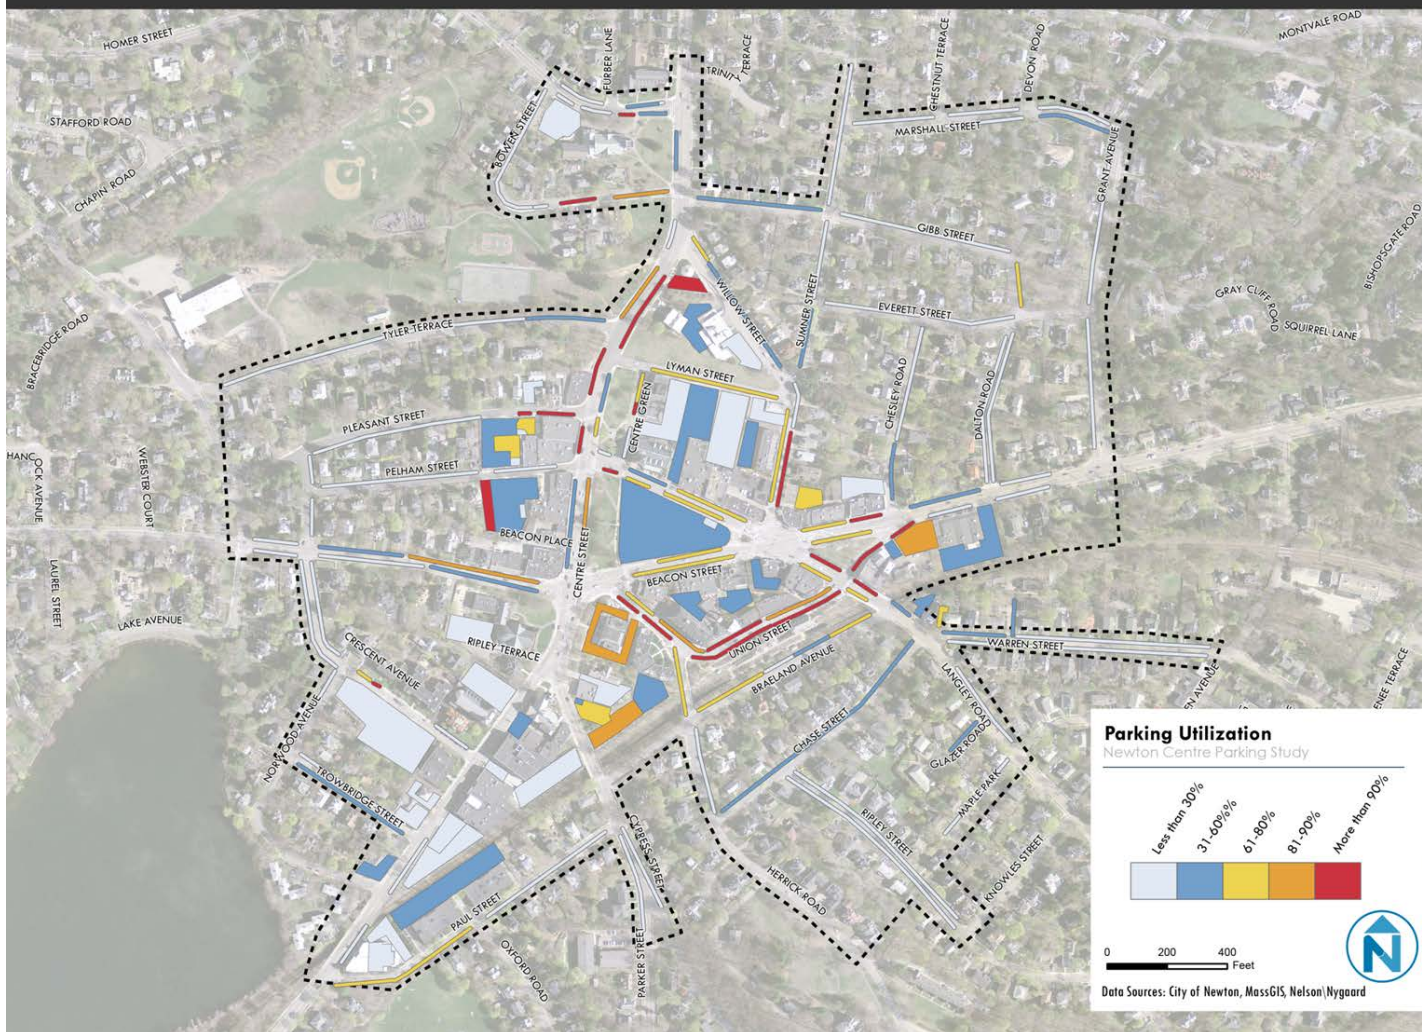 HOMER STREET
FURBER LANE
TRINITY
TERRACE
CHESTNUT TERRACE
DEVON ROAD
MONTVALE ROAD
STAFFORD ROAD
BOWEN STREET
MARSHALL STREET
CHAPIN ROAD
GRANT AVENUE
GIBB STREET
BISHOPSGATE ROAD
BRACEBRIDGE ROAD
TYLER TERRACE
WILLOW STREET
SUMNER STREET
EVERETT STREET
GRAY CLIFF ROAD
SQUIRREL LANE
LYMAN STREET
PLEASANT STREET
CENTRE GREEN
CHESLEY ROAD
DALTON ROAD
HANC
OCK AVENUE
WEBSTER COURT
PELHAM STREET
BEACON PLACE
CENTRE STREET
LAUREL STREET
BEACON STREET
LAKE AVENUE
UNION STREET
RIPLEY TERRACE
WARREN STREET
CRESCENT AVENUE
BRAELAND AVENUE
LANGLEY ROAD
EN AVENUE
ENEE TERRACE
NORWOOD AVENUE
CHASE STREET
GLAZER ROAD
TROWBRIDGE STREET
MAPLE PARK
CYPRESS STREET
RIPLEY STREET
KNOWLES STREET
HERRICK ROAD
PAUL STREET
OXFORD ROAD
PARKER STREET
Parking Utilization
Newton Centre Parking Study
Less than 30%
31-60%%
61-80%
81-90%
More than 90%
0 200 400
Feet
N
Data Sources: City of Newton, MassGIS, Nelson\Nygaard